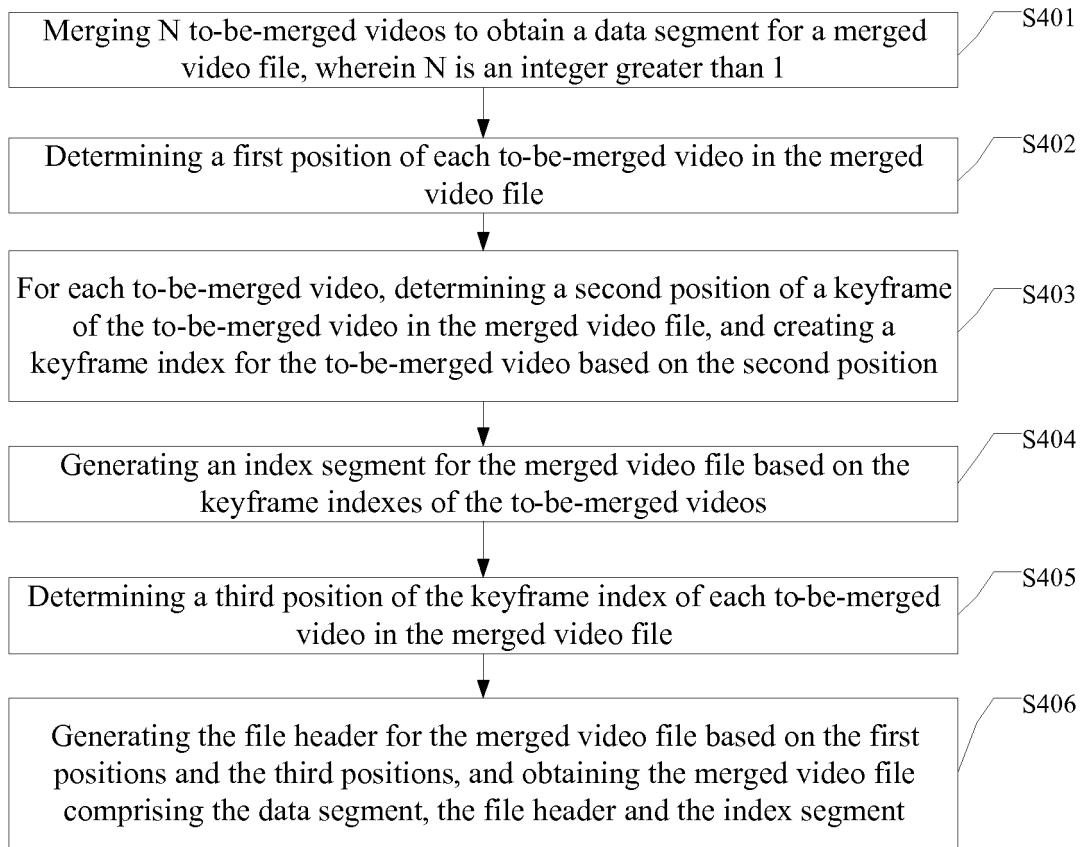 Merging N to-be-merged videos to obtain a data segment for a merged
video file, wherein N is an integer greater than 1
S401
Determining a first position of each to-be-merged video in the merged
video file
S402
For each to-be-merged video, determining a second position of a keyframe
of the to-be-merged video in the merged video file, and creating a
keyframe index for the to-be-merged video based on the second position
S403
Generating an index segment for the merged video file based on the
keyframe indexes of the to-be-merged videos
S404
Determining a third position of the keyframe index of each to-be-merged
video in the merged video file
S405
Generating the file header for the merged video file based on the first
positions and the third positions, and obtaining the merged video file
comprising the data segment, the file header and the index segment
S406